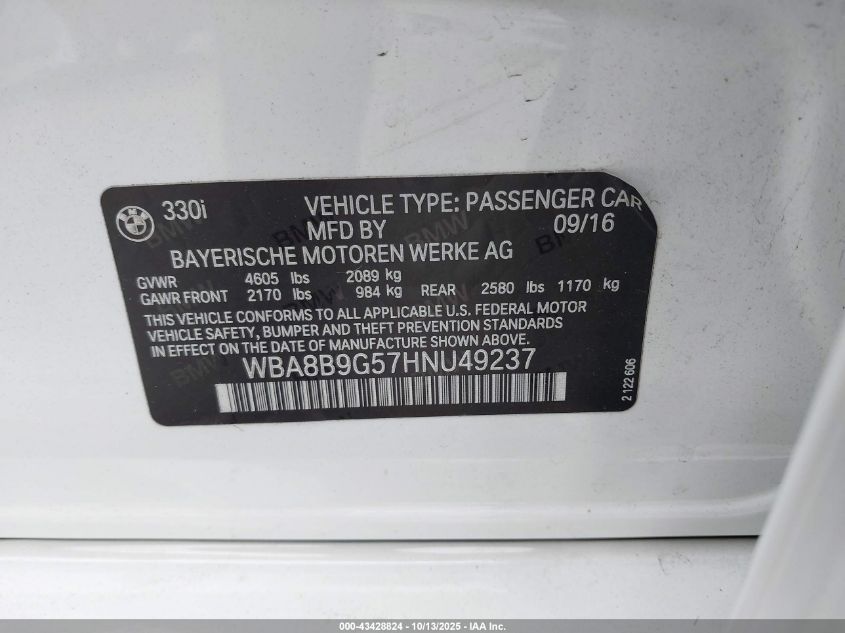 330i VEHICLE TYPE: PASSENGER CAR
MFD BY 09/16
BAYERISCHE MOTOREN WERKE AG
GVWR 4605 lbs 2089 kg
GAWR FRONT 2170 lbs 984 kg REAR 2580 lbs 1170 kg
THIS VEHICLE CONFORMS TO ALL APPLICABLE U.S. FEDERAL MOTOR
VEHICLE SAFETY, BUMPER AND THEFT PREVENTION STANDARDS
IN EFFECT ON THE DATE OF MANUFACTURE SHOWN ABOVE.
WBA8B9G57HNU49237
2 122 606
000-43428824 - 10/13/2025 - IAA Inc.